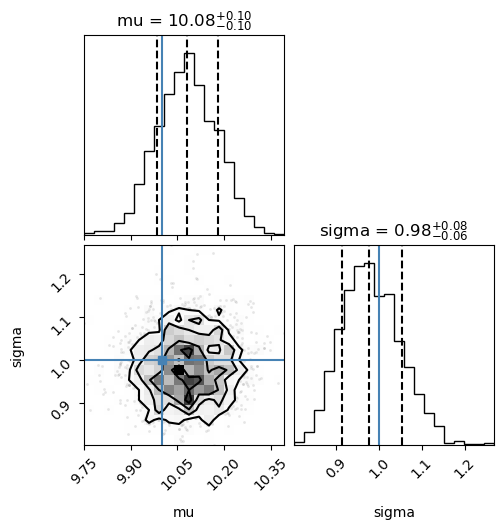 mu = 10.08+0.10−0.10
sigma = 0.98+0.08−0.06
sigma
1.2
1.1
1.0
0.9
9.75 9.90 10.05 10.20 10.35
mu
0.9 1.0 1.1 1.2
sigma